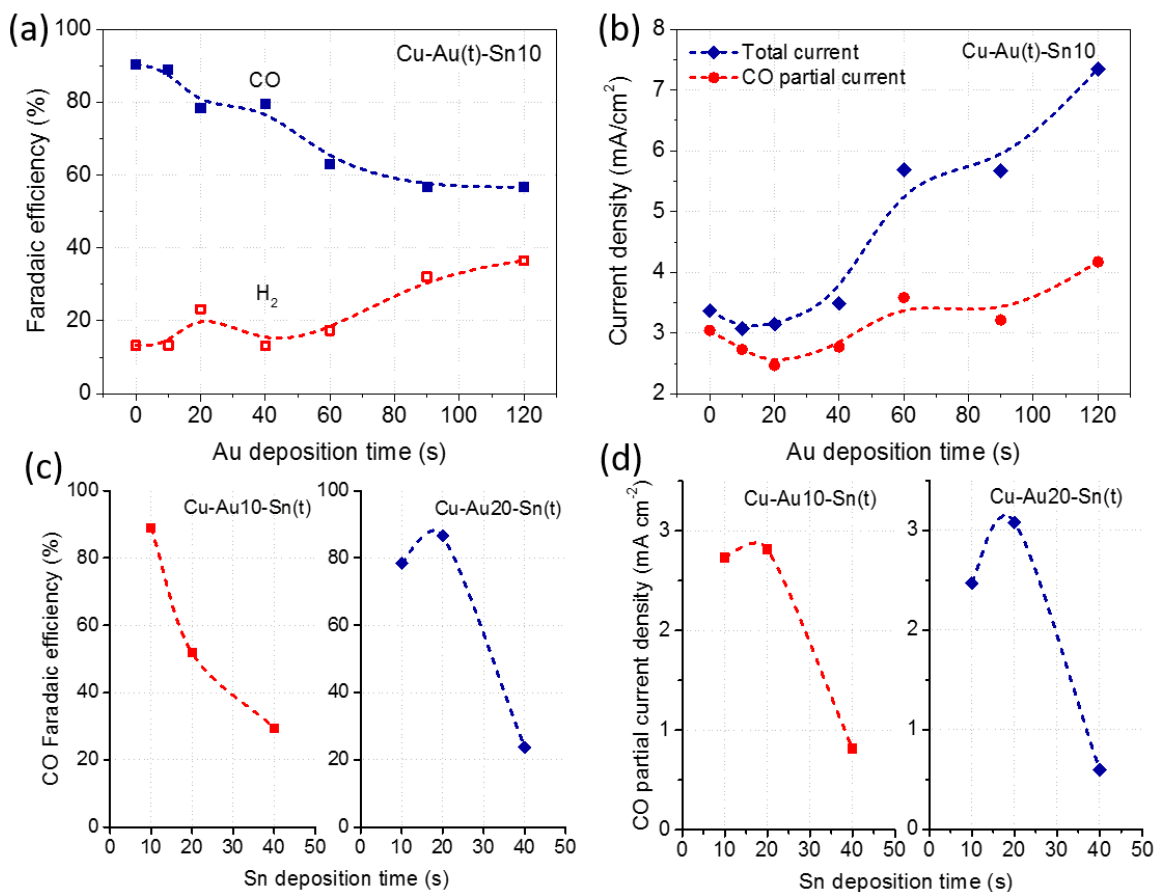 (a)
Cu-Au(t)-Sn10
CO
H2
Faradaic efficiency (%)
100
80
60
40
20
0
0 20 40 60 80 100 120
Au deposition time (s)
(b)
Total current
CO partial current
Cu-Au(t)-Sn10
Current density (mA/cm²)
8
7
6
5
4
3
2
0 20 40 60 80 100 120
Au deposition time (s)
(c)
CO Faradaic efficiency (%)
Cu-Au10-Sn(t)
100
80
60
40
20
0
0 10 20 30 40 50
Cu-Au20-Sn(t)
100
80
60
40
20
0
0 10 20 30 40 50
Sn deposition time (s)
(d)
CO partial current density (mA cm⁻²)
Cu-Au10-Sn(t)
3
2
1
0
0 10 20 30 40 50
Cu-Au20-Sn(t)
3
2
1
0
0 10 20 30 40 50
Sn deposition time (s)